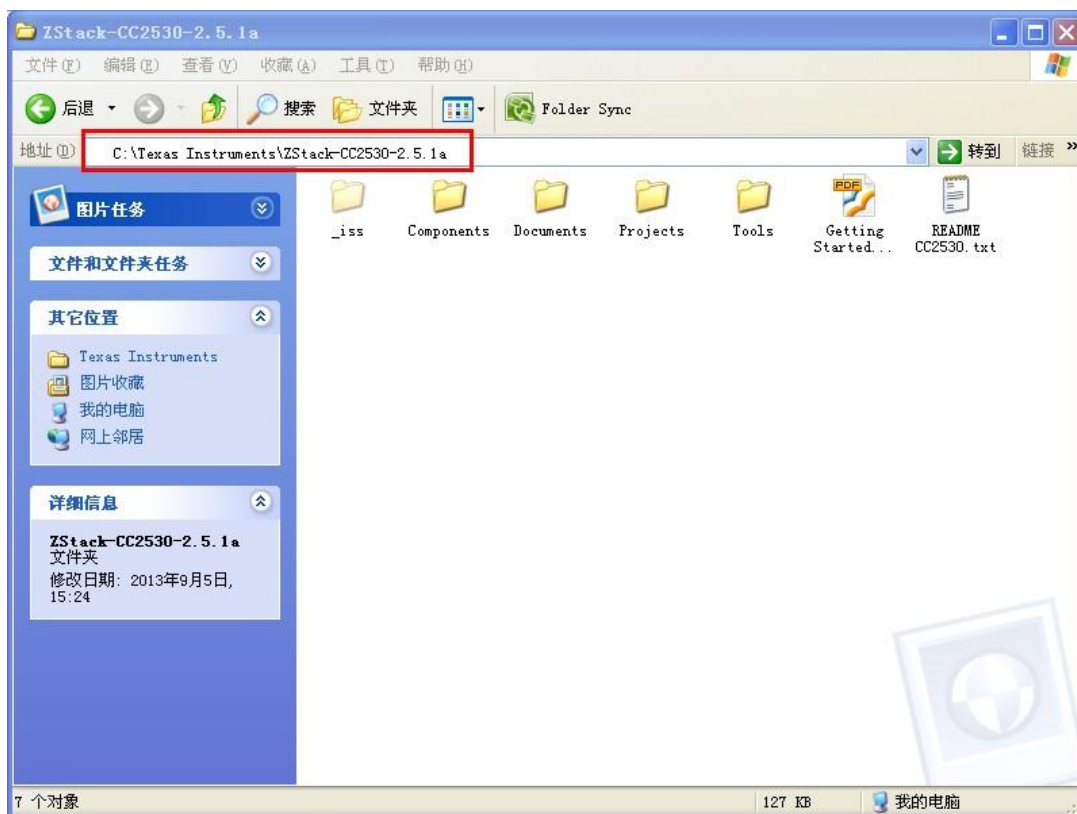 ZStack-CC2530-2.5.1a
文件(F) 编辑(E) 查看(V) 收藏(A) 工具(T) 帮助(H)
后退 搜索 文件夹 Folder Sync
地址(D) C:\Texas Instruments\ZStack-CC2530-2.5.1a 转到 链接 »
图片任务
文件和文件夹任务
其它位置
Texas Instruments
图片收藏
我的电脑
网上邻居
详细信息
ZStack-CC2530-2.5.1a
文件夹
修改日期: 2013年9月5日,
15:24
_iss
Components
Documents
Projects
Tools
PDF
Getting
Started...
README
CC2530.txt
7 个对象 127 KB 我的电脑